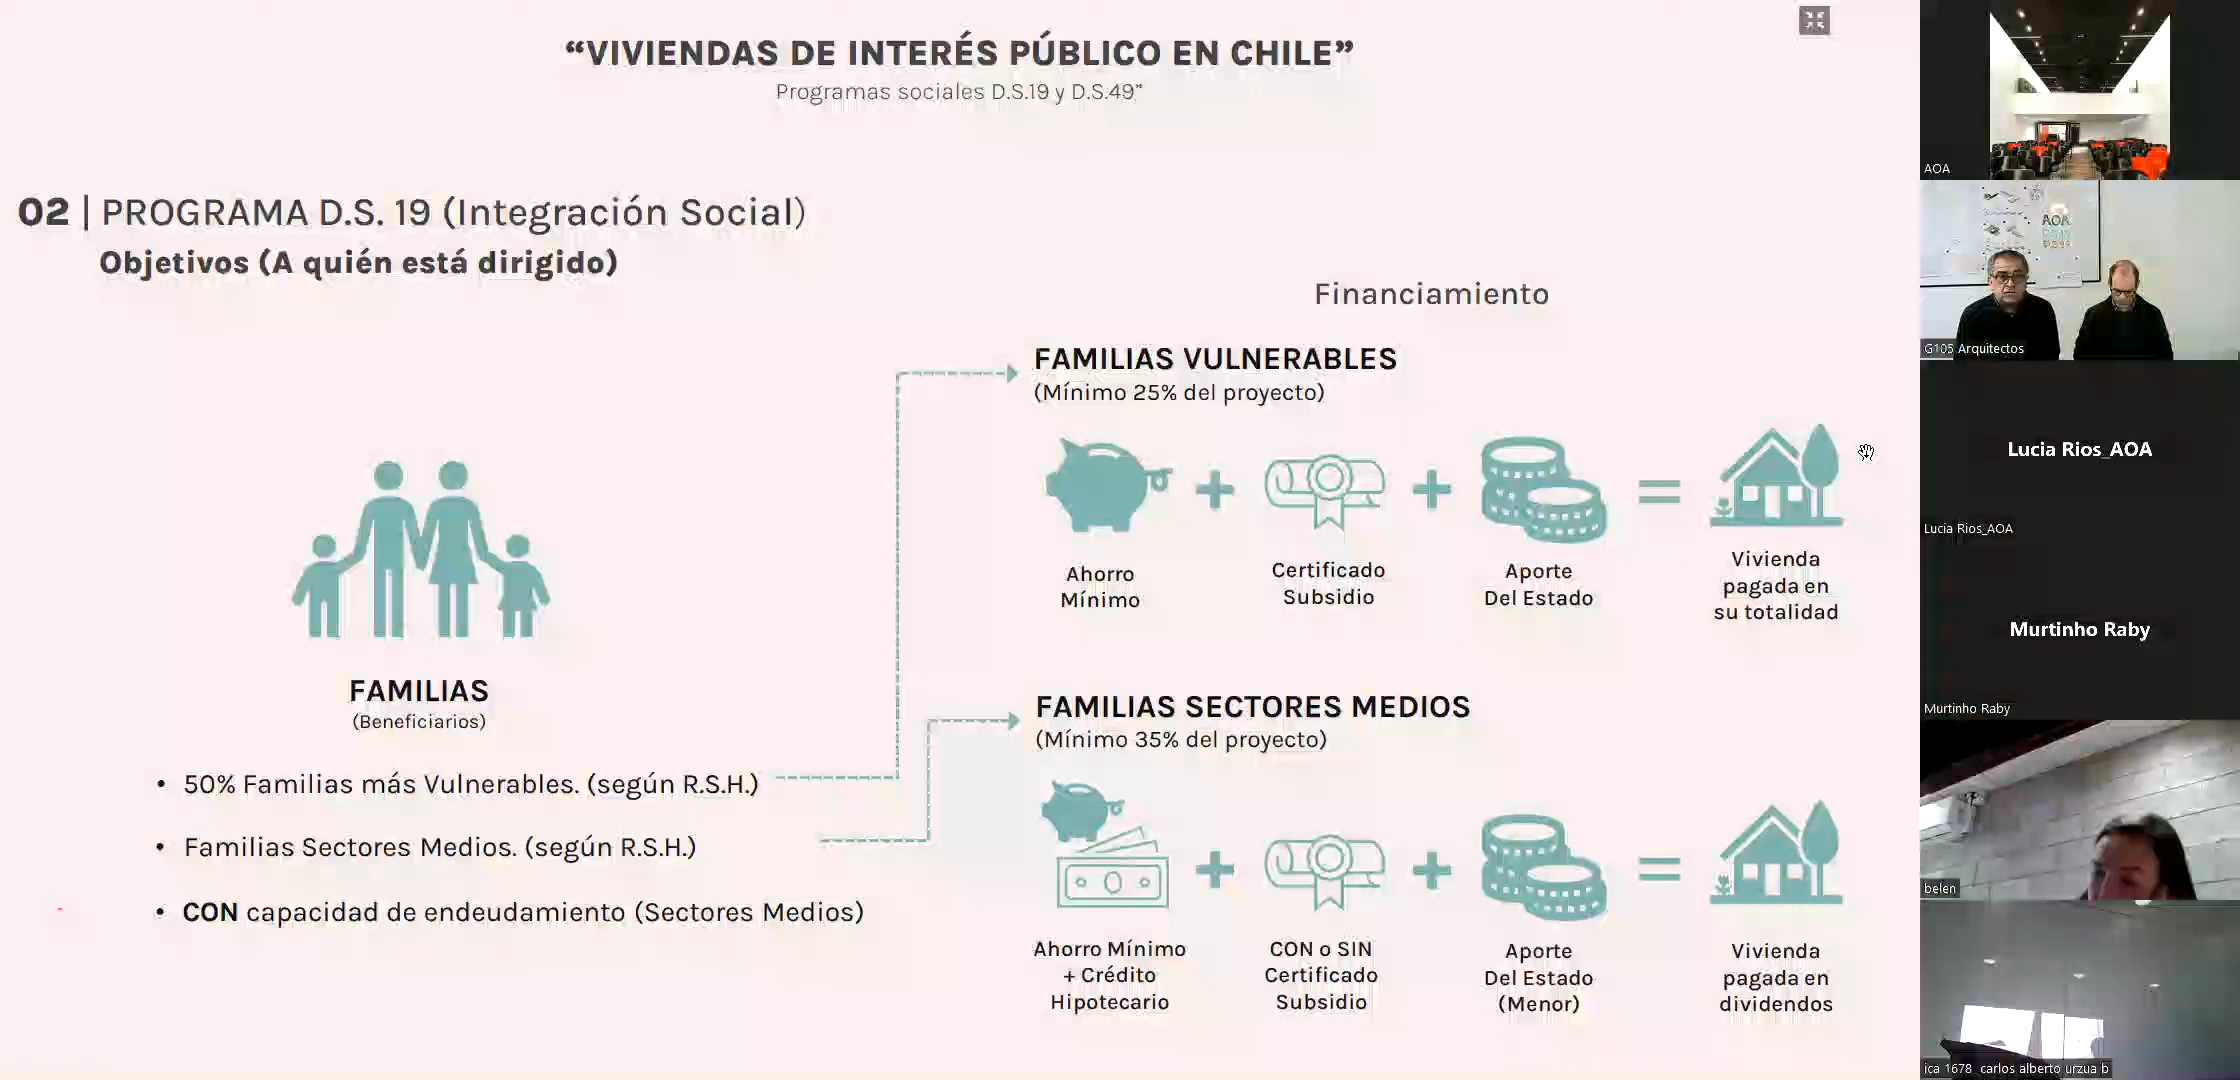 “VIVIENDAS DE INTERÉS PÚBLICO EN CHILE”
Programas sociales D.S.19 y D.S.49”
02 | PROGRAMA D.S. 19 (Integración Social)
Objetivos (A quién está dirigido)
FAMILIAS
(Beneficiarios)
• 50% Familias más Vulnerables. (según R.S.H.)
• Familias Sectores Medios. (según R.S.H.)
• CON capacidad de endeudamiento (Sectores Medios)
Financiamiento
FAMILIAS VULNERABLES
(Mínimo 25% del proyecto)
+ + =
Ahorro
Mínimo
Certificado
Subsidio
Aporte
Del Estado
Vivienda
pagada en
su totalidad
FAMILIAS SECTORES MEDIOS
(Mínimo 35% del proyecto)
+ + =
Ahorro Mínimo
+ Crédito
Hipotecario
CON o SIN
Certificado
Subsidio
Aporte
Del Estado
(Menor)
Vivienda
pagada en
dividendos
AOA
AOA
G105 Arquitectos
Lucia Rios_AOA
Lucia Rios_AOA
Murtinho Raby
Murtinho Raby
belen
ica 1678_carlos alberto urzua b